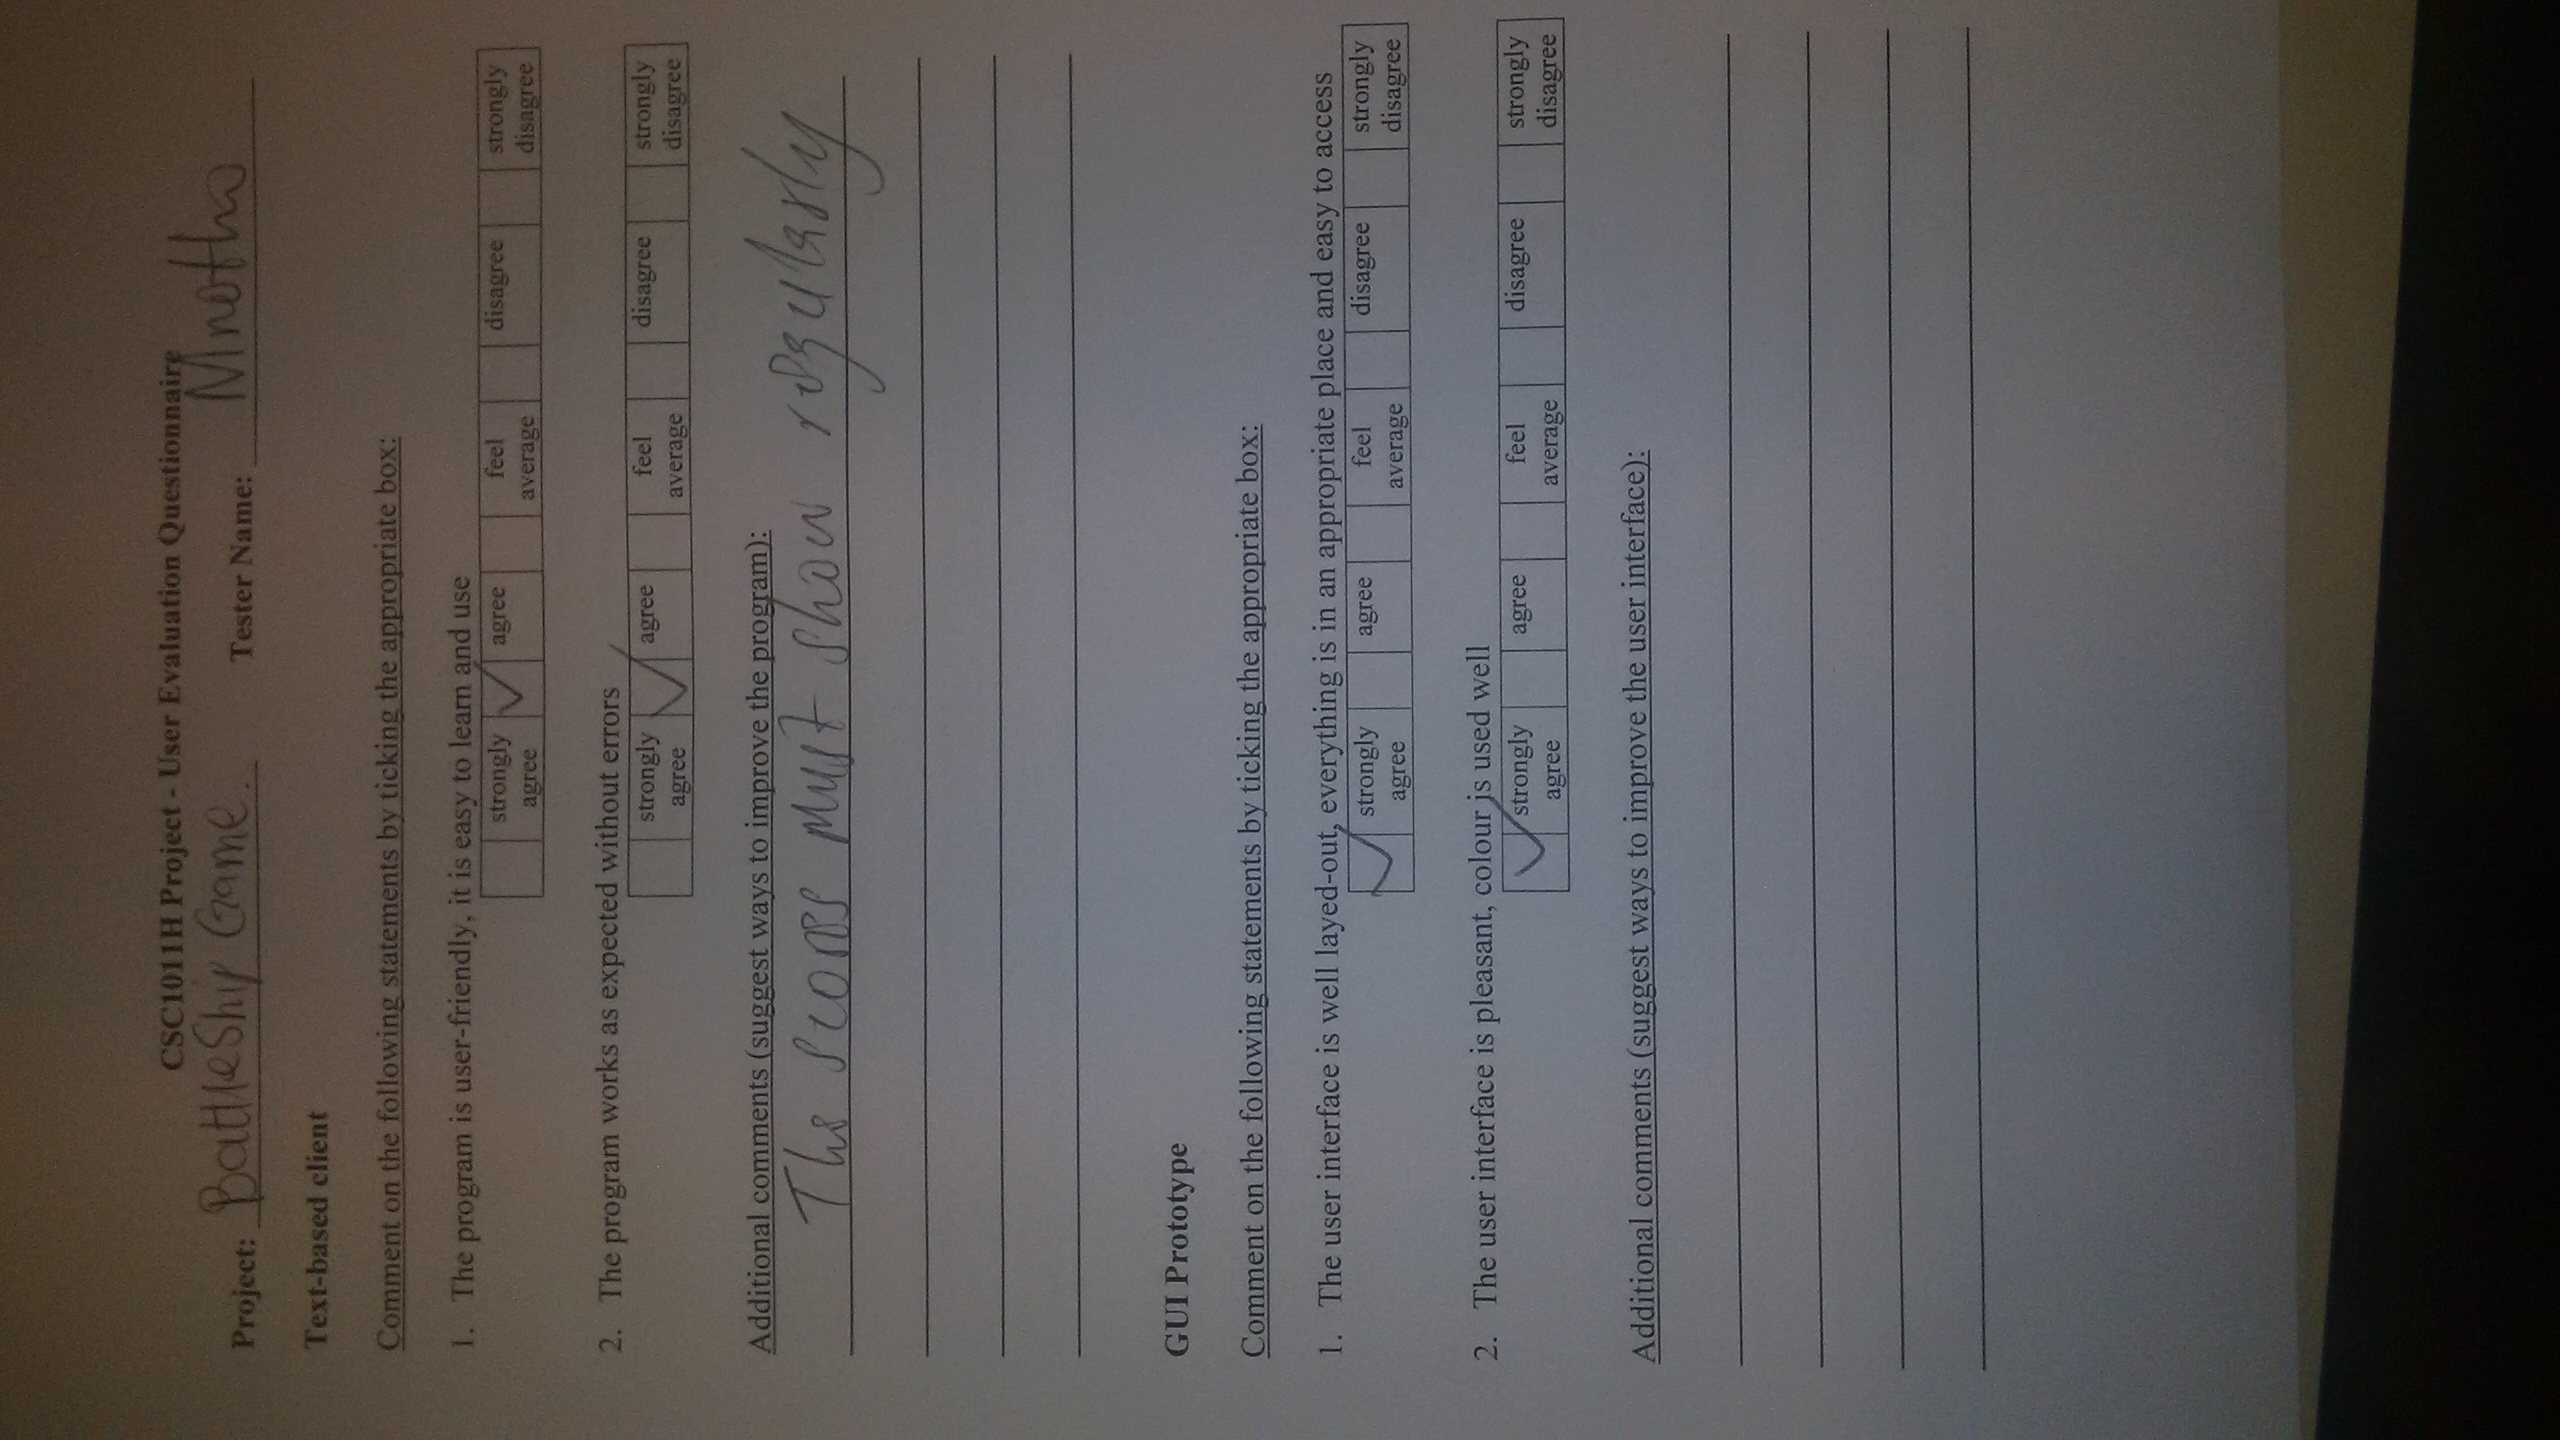 CSC1011H Project - User Evaluation Questionnaire
Project: BattleShip Game. Tester Name: Mnotho
Text-based client
Comment on the following statements by ticking the appropriate box:
1. The program is user-friendly, it is easy to learn and use
strongly agree ✓ agree feel average disagree strongly disagree
2. The program works as expected without errors
strongly agree ✓ agree feel average disagree strongly disagree
Additional comments (suggest ways to improve the program):
The scores must show regularly
GUI Prototype
Comment on the following statements by ticking the appropriate box:
1. The user interface is well layed-out, everything is in an appropriate place and easy to access
✓ strongly agree agree feel average disagree strongly disagree
2. The user interface is pleasant, colour is used well
✓ strongly agree agree feel average disagree strongly disagree
Additional comments (suggest ways to improve the user interface):